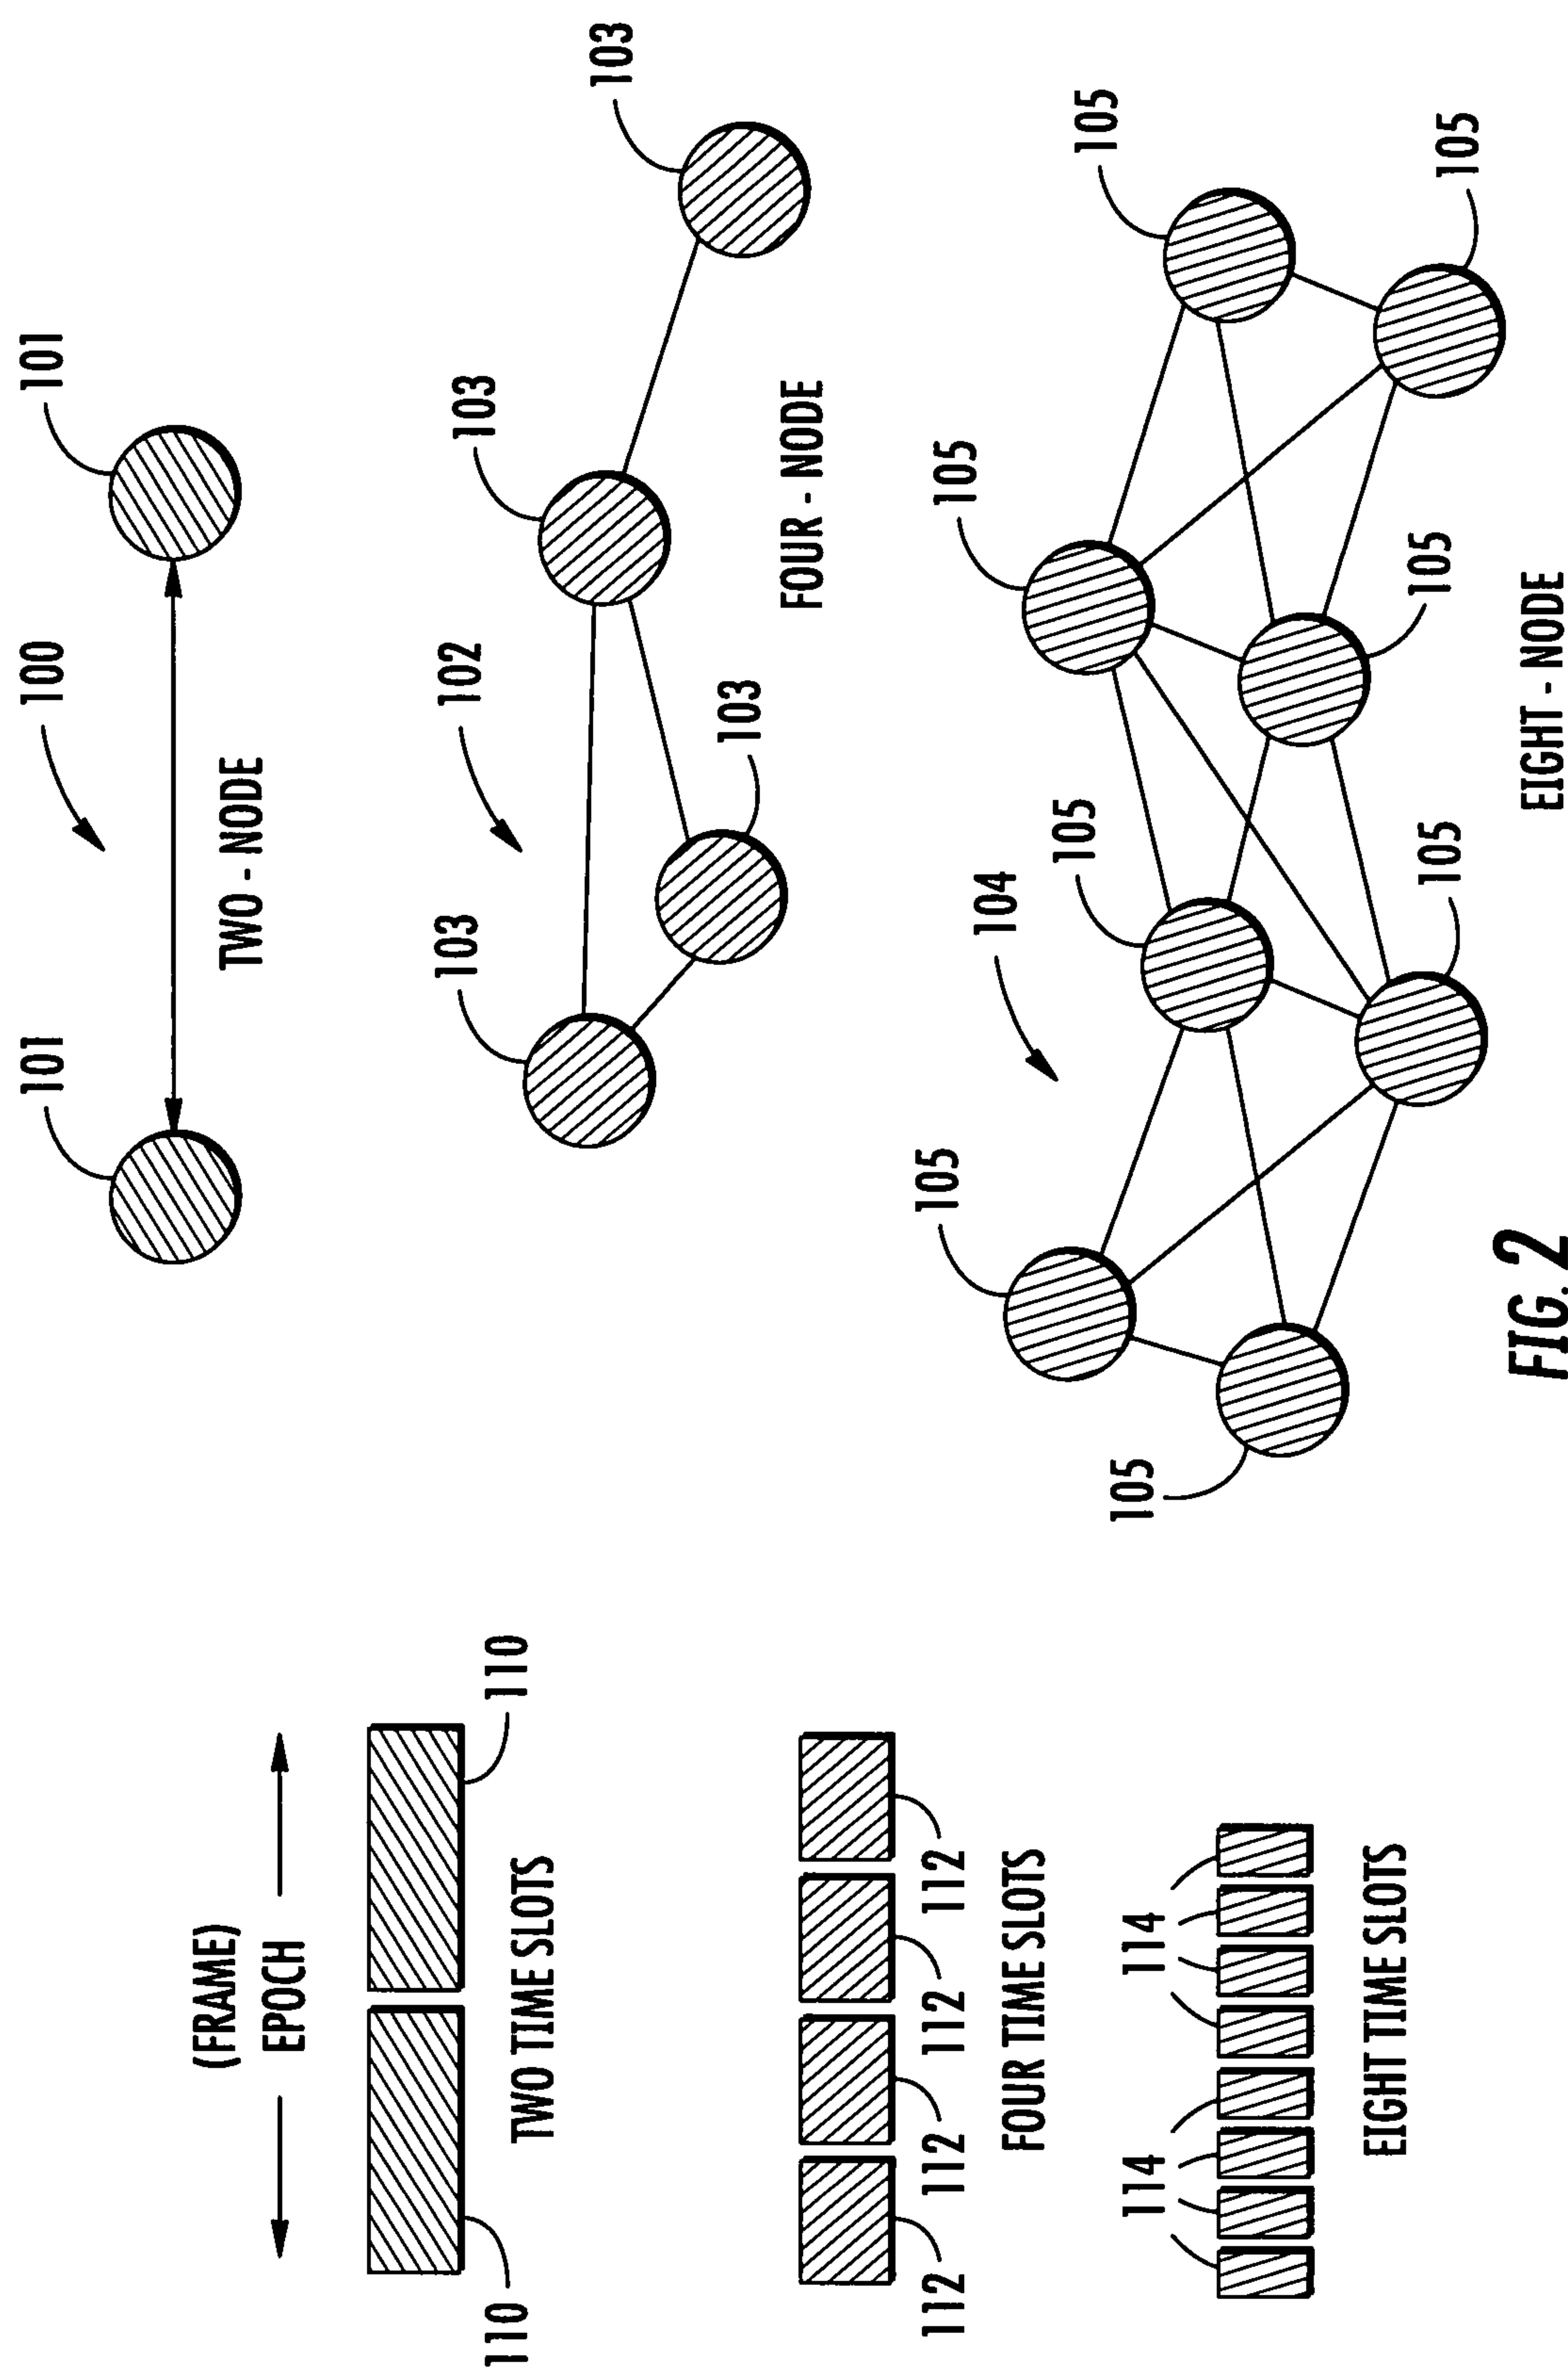 (FRAME)
EPOCH
110
110
TWO TIME SLOTS
112
112
112
112
FOUR TIME SLOTS
114
114
EIGHT TIME SLOTS
101
100
101
TWO - NODE
103
102
103
103
103
FOUR - NODE
105
105
104
105
105
105
105
105
105
EIGHT - NODE
FIG. 2